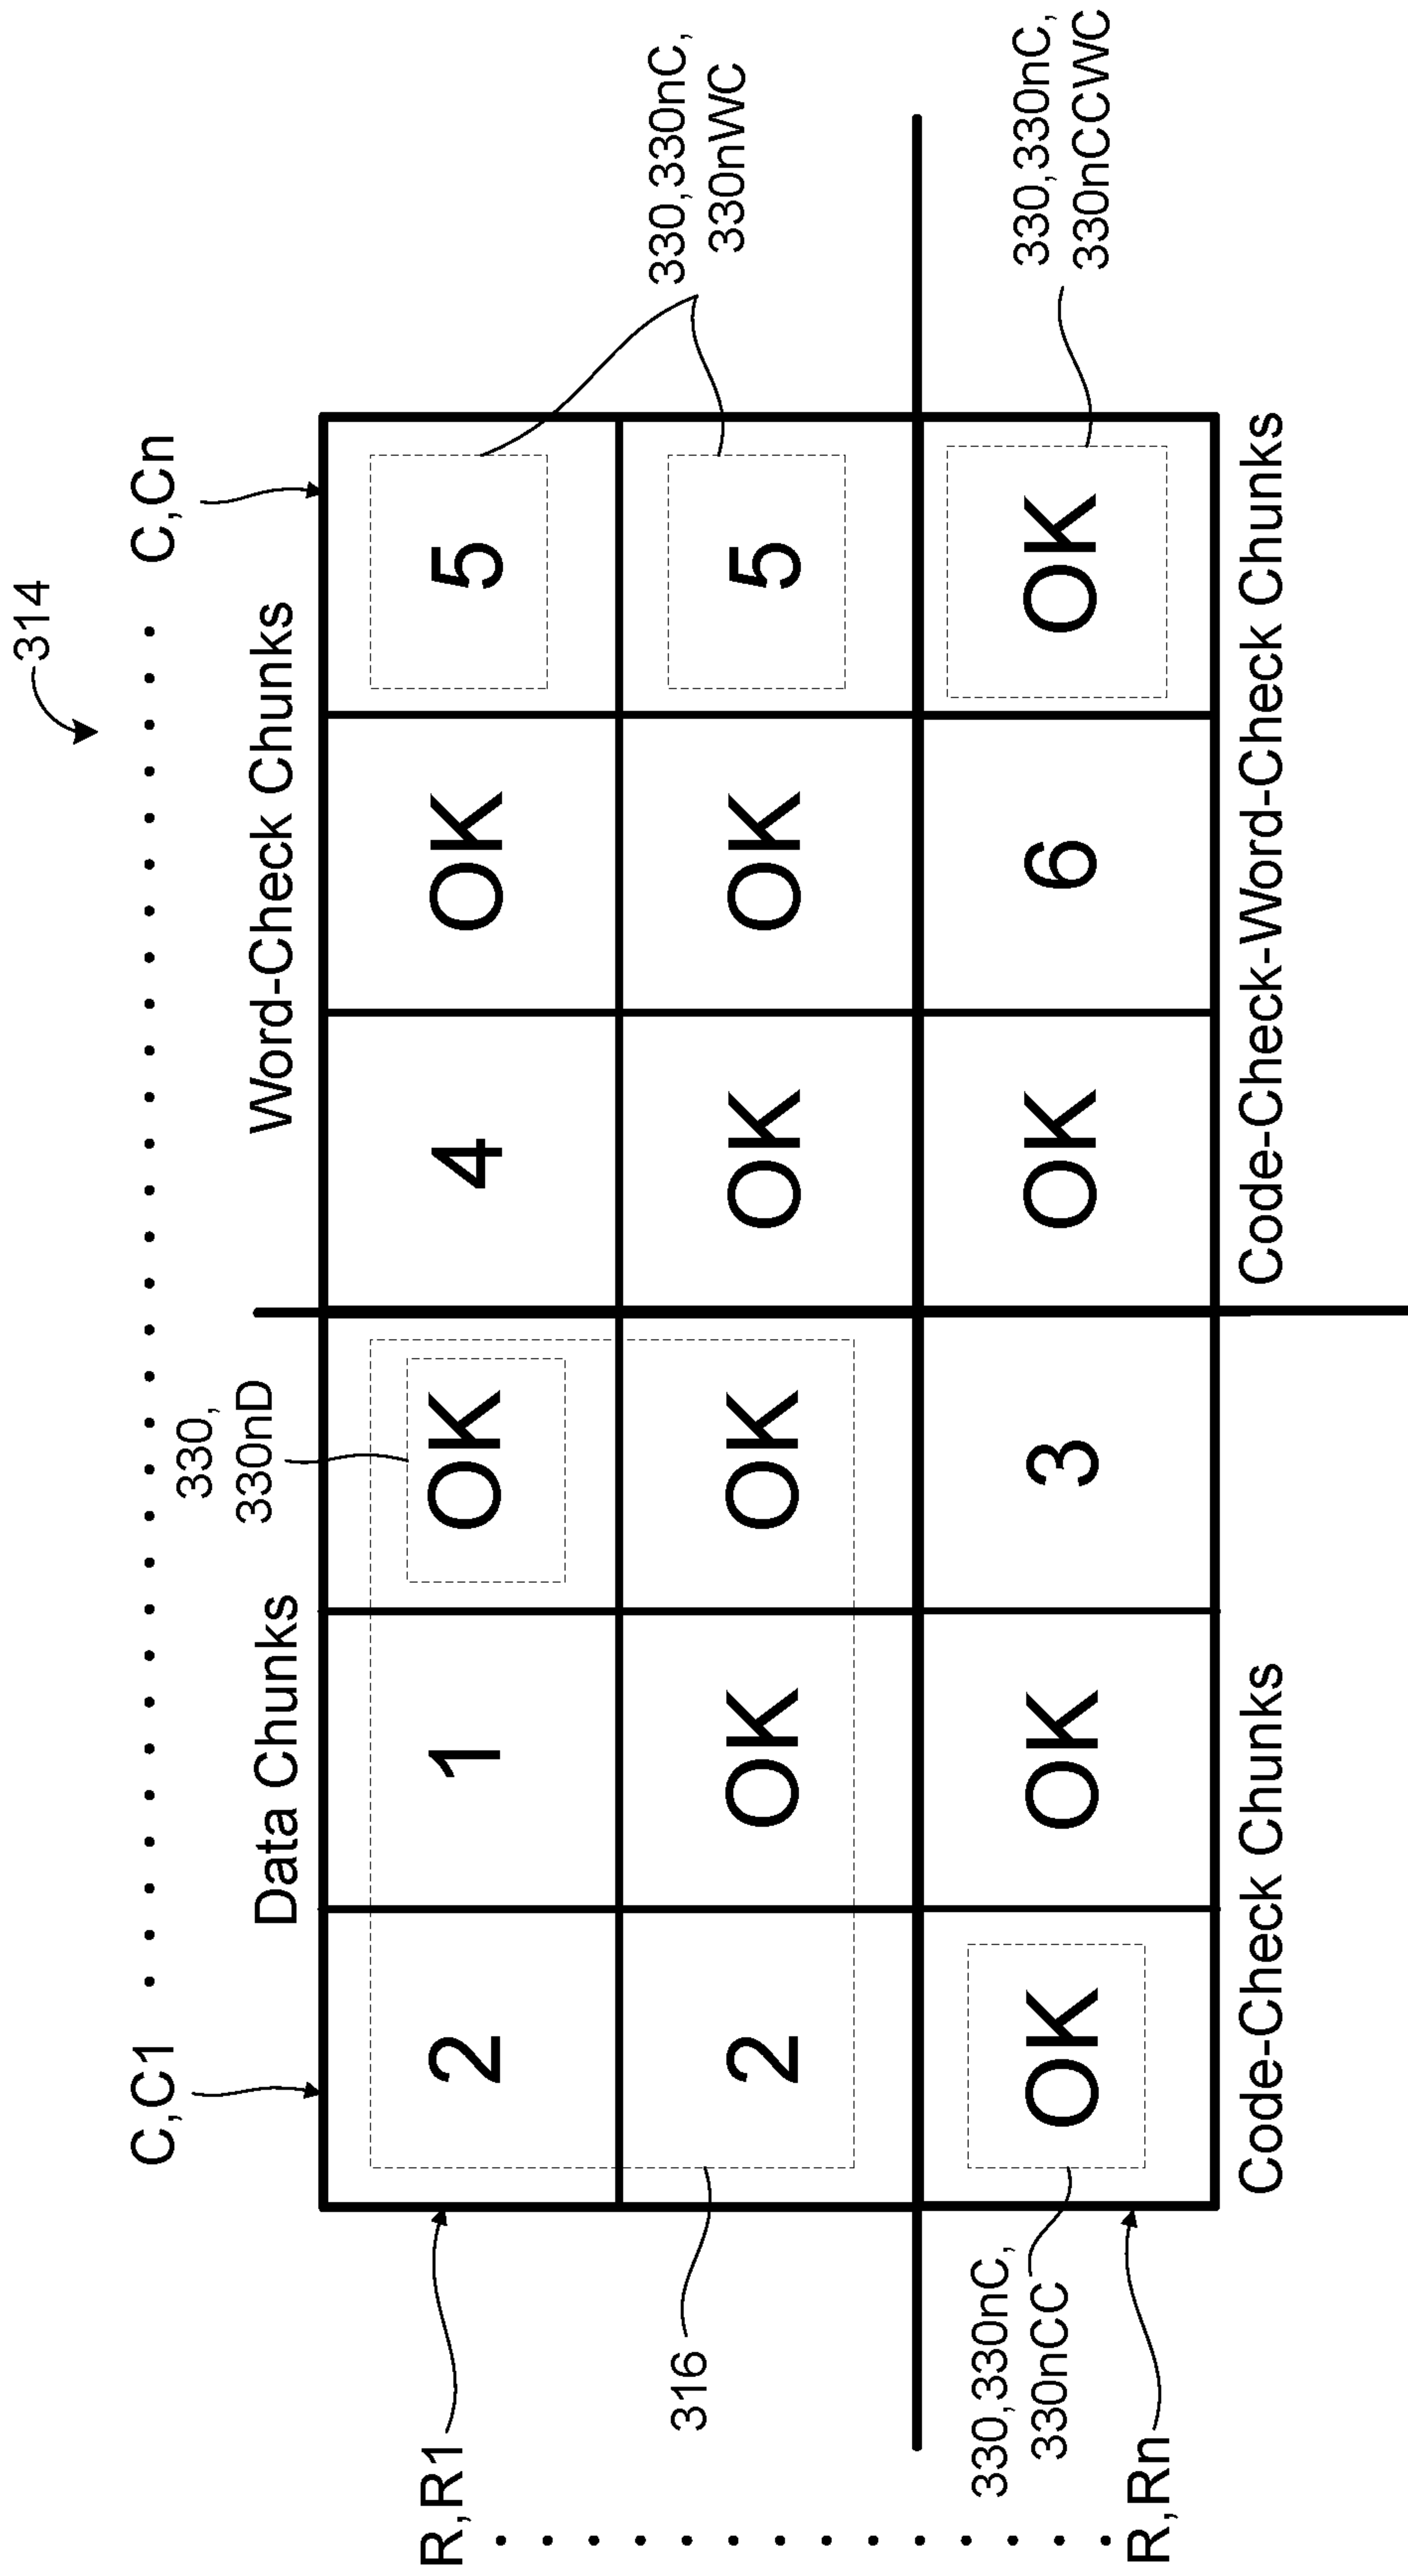 314
C,C1
C,Cn
330,
330nD
Data Chunks
Word-Check Chunks
R,R1
2
1
OK
4
OK
5
330,330nC,
330nWC
316
2
OK
OK
OK
OK
5
330,330nC,
330nCC
R,Rn
OK
OK
3
OK
6
OK
330,330nC,
330nCCWC
Code-Check Chunks
Code-Check-Word-Check Chunks